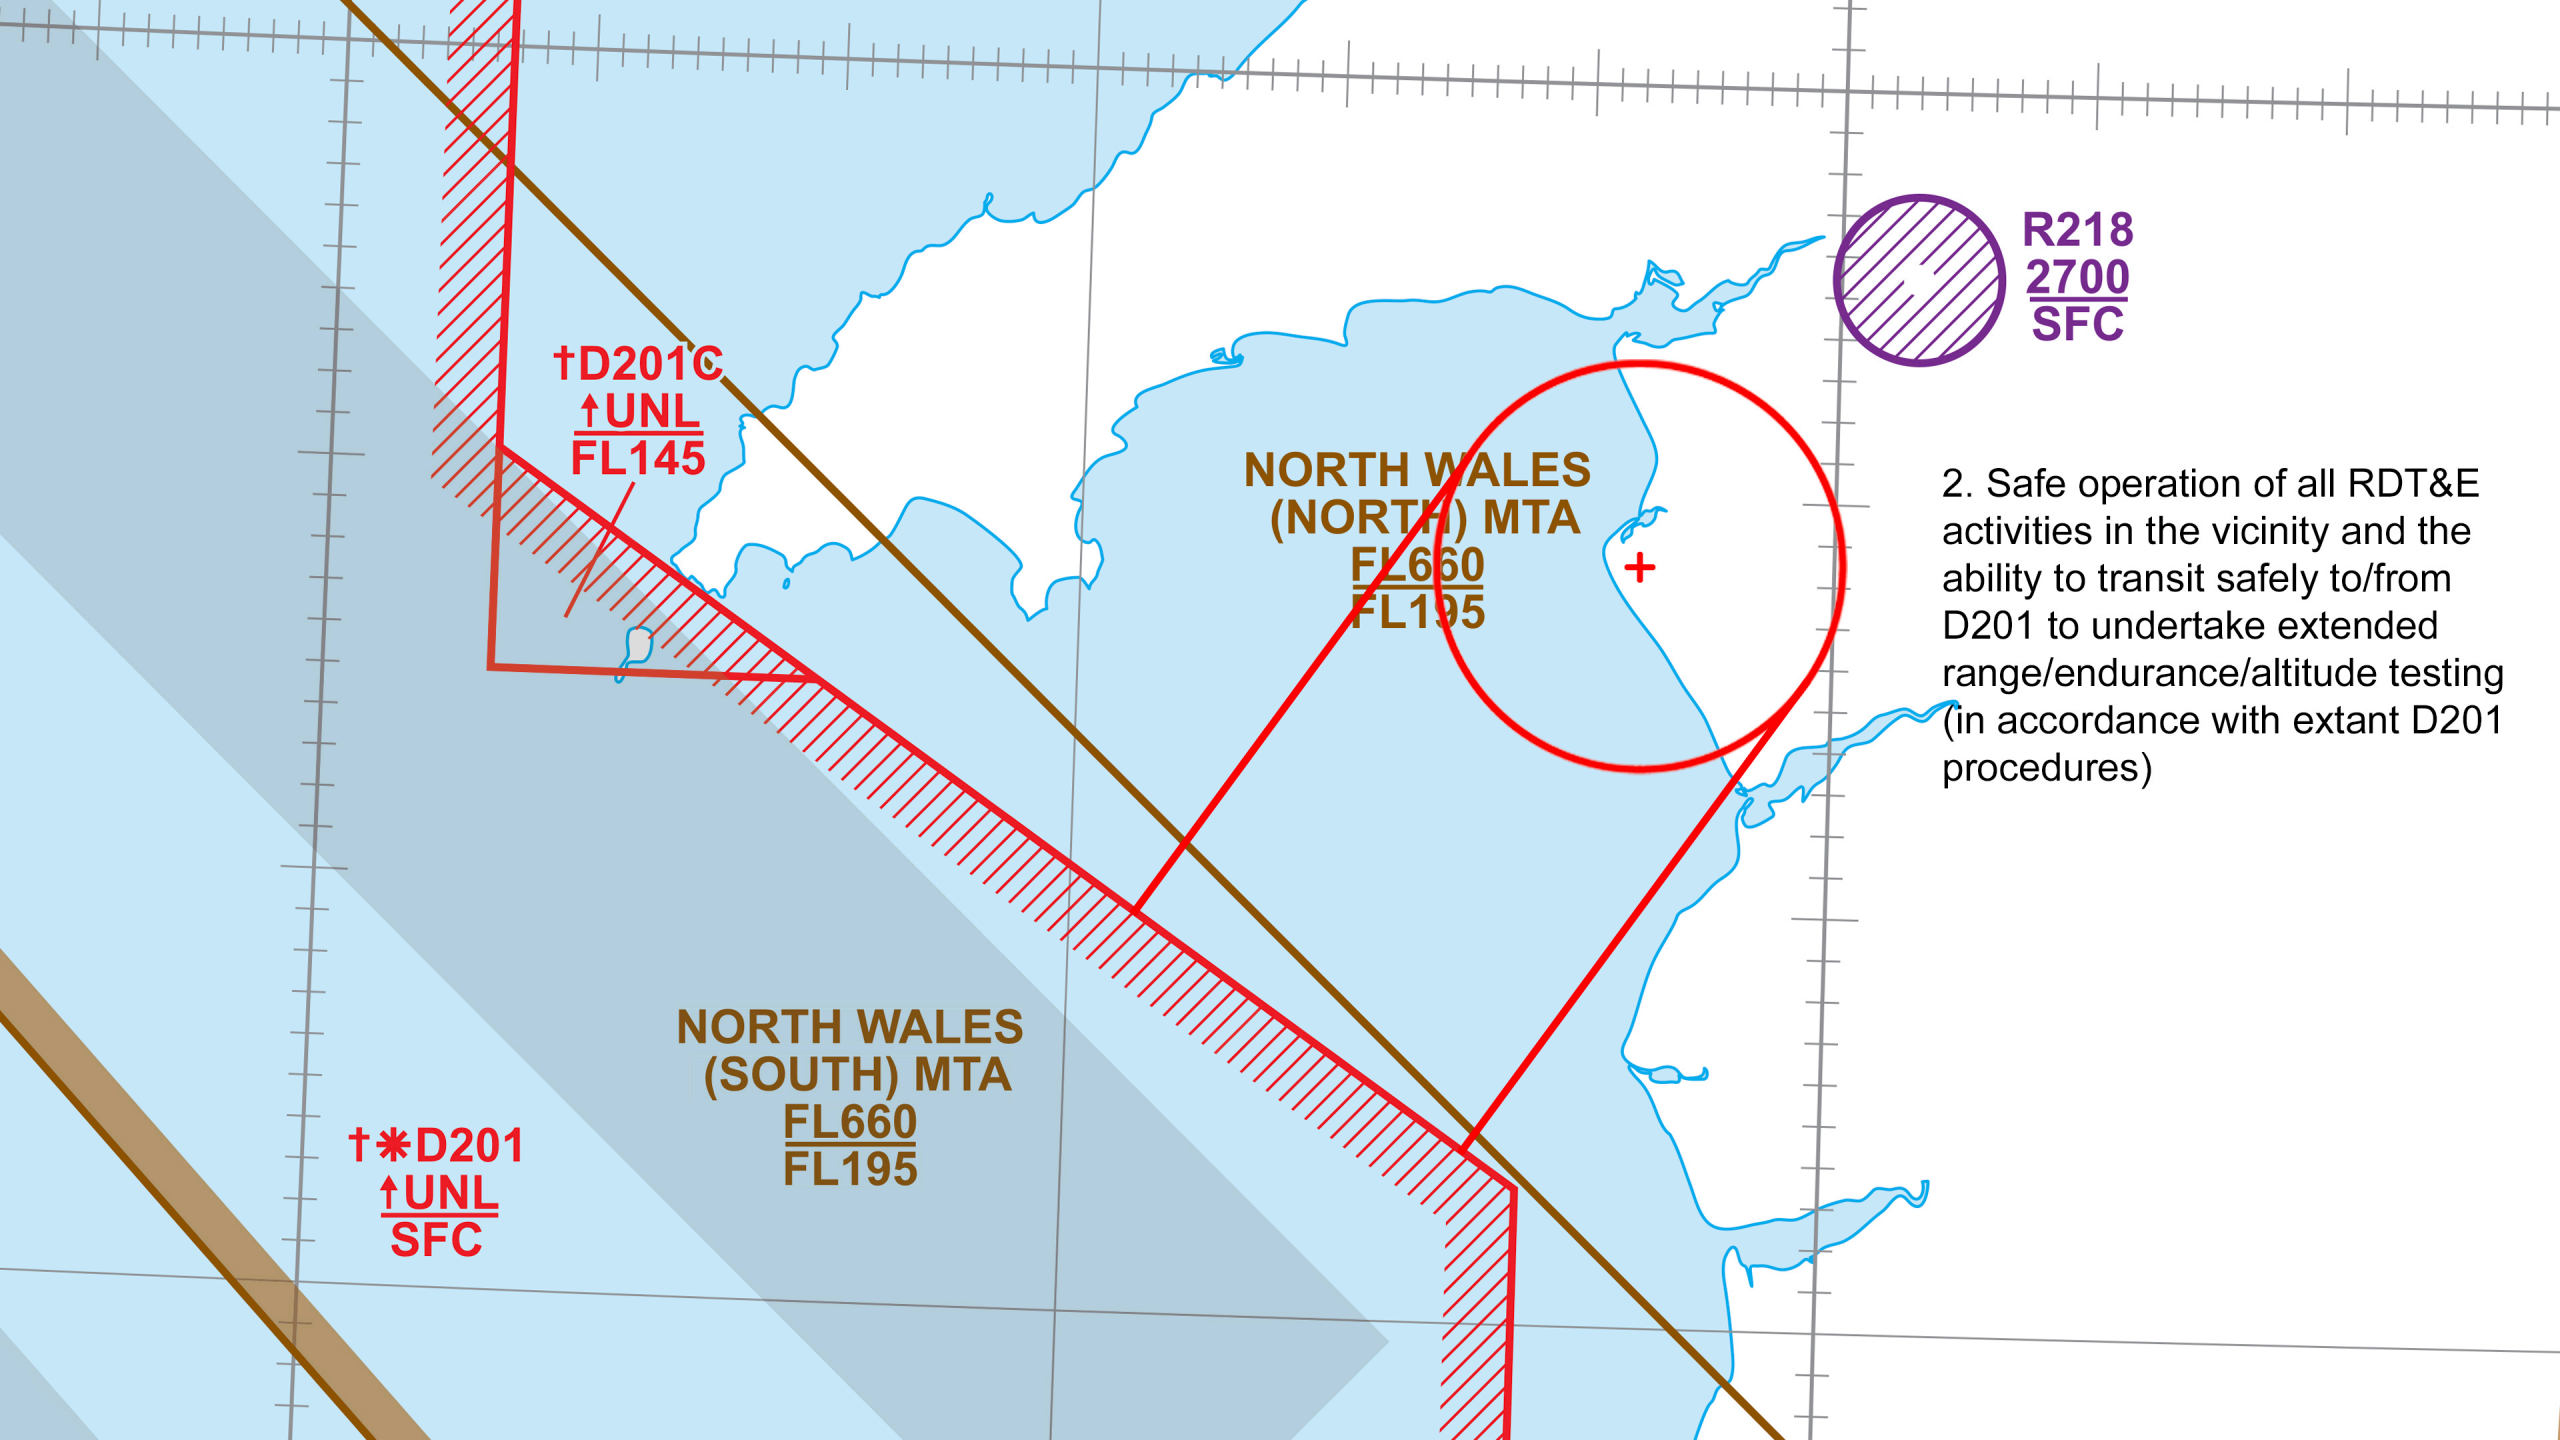 R218
2700
SFC
†D201C
↑UNL
FL145
NORTH WALES
(NORTH) MTA
FL660
FL195
2. Safe operation of all RDT&E
activities in the vicinity and the
ability to transit safely to/from
D201 to undertake extended
range/endurance/altitude testing
(in accordance with extant D201
procedures)
NORTH WALES
(SOUTH) MTA
FL660
FL195
†✳D201
↑UNL
SFC